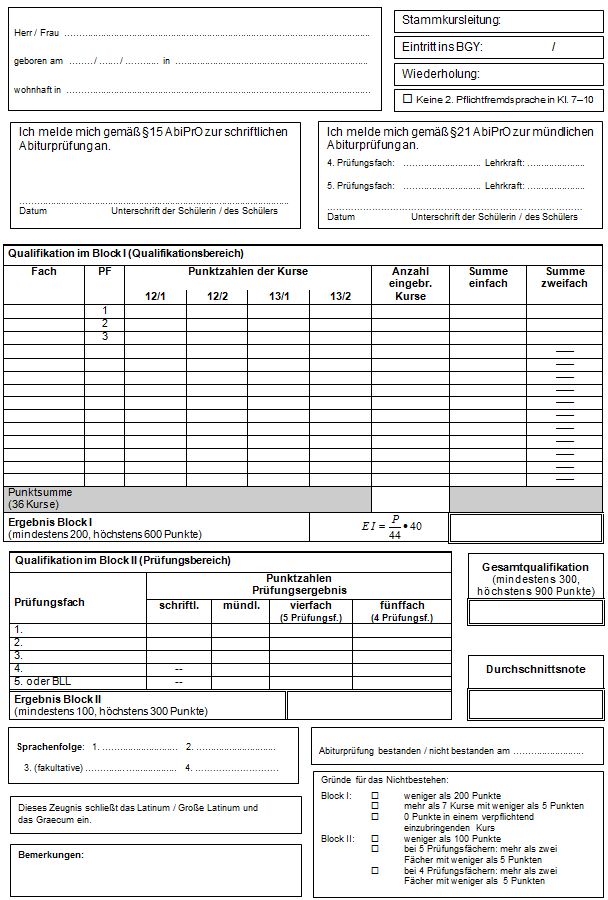 Herr / Frau ............................................................
geboren am ........ / ...... / ............ in ............................................................
wohnhaft in ............................................................
Stammkursleitung:
Eintritt ins BGY: /
Wiederholung:
☐ Keine 2. Pflichtfremdsprache in Kl. 7–10
Ich melde mich gemäß §15 AbiPrO zur schriftlichen
Abiturprüfung an.
............................................................
Datum Unterschrift der Schülerin / des Schülers
Ich melde mich gemäß §21 AbiPrO zur mündlichen
Abiturprüfung an.
4. Prüfungsfach: ........................... Lehrkraft: ....................
5. Prüfungsfach: ........................... Lehrkraft: ....................
............................................................
Datum Unterschrift der Schülerin / des Schülers
Qualifikation im Block I (Qualifikationsbereich)
Fach PF Punktzahlen der Kurse Anzahl eingebr. Kurse Summe einfach Summe zweifach
12/1 12/2 13/1 13/2
1
2
3
—
—
—
—
—
—
—
—
—
—
—
Punktsumme
(36 Kurse)
Ergebnis Block I
(mindestens 200, höchstens 600 Punkte)
E I = P/44 • 40
Qualifikation im Block II (Prüfungsbereich)
Prüfungsfach
Punktzahlen
Prüfungsergebnis
schriftl. mündl. vierfach (5 Prüfungsf.) fünffach (4 Prüfungsf.)
1.
2.
3.
4. --
5. oder BLL --
Ergebnis Block II
(mindestens 100, höchstens 300 Punkte)
Gesamtqualifikation
(mindestens 300,
höchstens 900 Punkte)
Durchschnittsnote
Sprachenfolge: 1. .......................... 2. ...........................
3. (fakultative) ............................... 4. ............................
Dieses Zeugnis schließt das Latinum / Große Latinum und
das Graecum ein.
Bemerkungen:
Abiturprüfung bestanden / nicht bestanden am ........................
Gründe für das Nichtbestehen:
Block I: ☐ weniger als 200 Punkte
☐ mehr als 7 Kurse mit weniger als 5 Punkten
☐ 0 Punkte in einem verpflichtend
einzubringenden Kurs
Block II: ☐ weniger als 100 Punkte
☐ bei 5 Prüfungsfächern: mehr als zwei
Fächer mit weniger als 5 Punkten
☐ bei 4 Prüfungsfächern: mehr als zwei
Fächer mit weniger als 5 Punkten